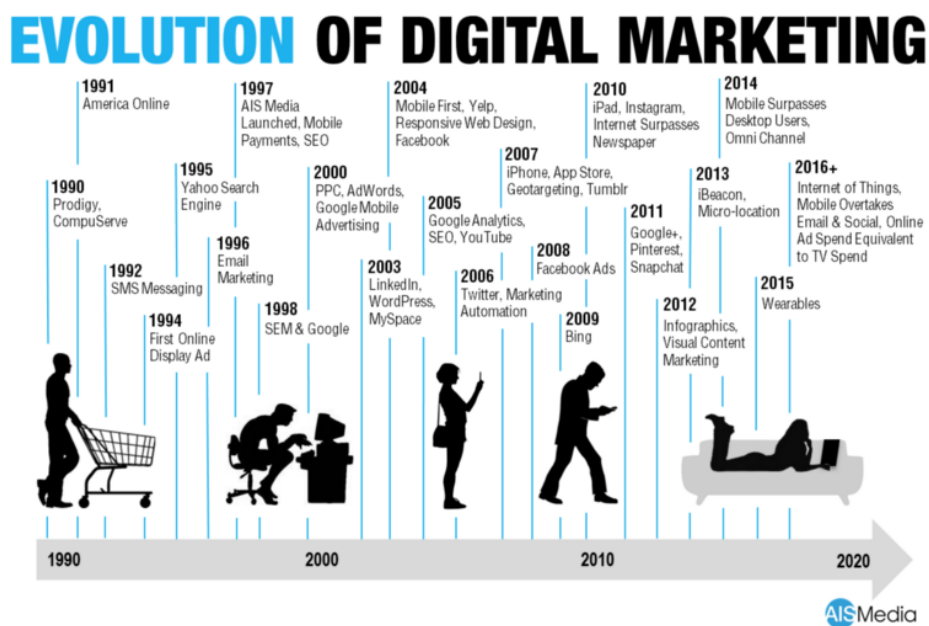 EVOLUTION OF DIGITAL MARKETING
1990
Prodigy,
CompuServe
1991
America Online
1992
SMS Messaging
1994
First Online
Display Ad
1995
Yahoo Search
Engine
1996
Email
Marketing
1997
AIS Media
Launched, Mobile
Payments, SEO
1998
SEM & Google
2000
PPC, AdWords,
Google Mobile
Advertising
2003
LinkedIn,
WordPress,
MySpace
2004
Mobile First, Yelp,
Responsive Web Design,
Facebook
2005
Google Analytics,
SEO, YouTube
2006
Twitter, Marketing
Automation
2007
iPhone, App Store,
Geotargeting, Tumblr
2008
Facebook Ads
2009
Bing
2010
iPad, Instagram,
Internet Surpasses
Newspaper
2011
Google+,
Pinterest,
Snapchat
2012
Infographics,
Visual Content
Marketing
2013
iBeacon,
Micro-location
2014
Mobile Surpasses
Desktop Users,
Omni Channel
2015
Wearables
2016+
Internet of Things,
Mobile Overtakes
Email & Social, Online
Ad Spend Equivalent
to TV Spend
1990
2000
2010
2020
AISMedia